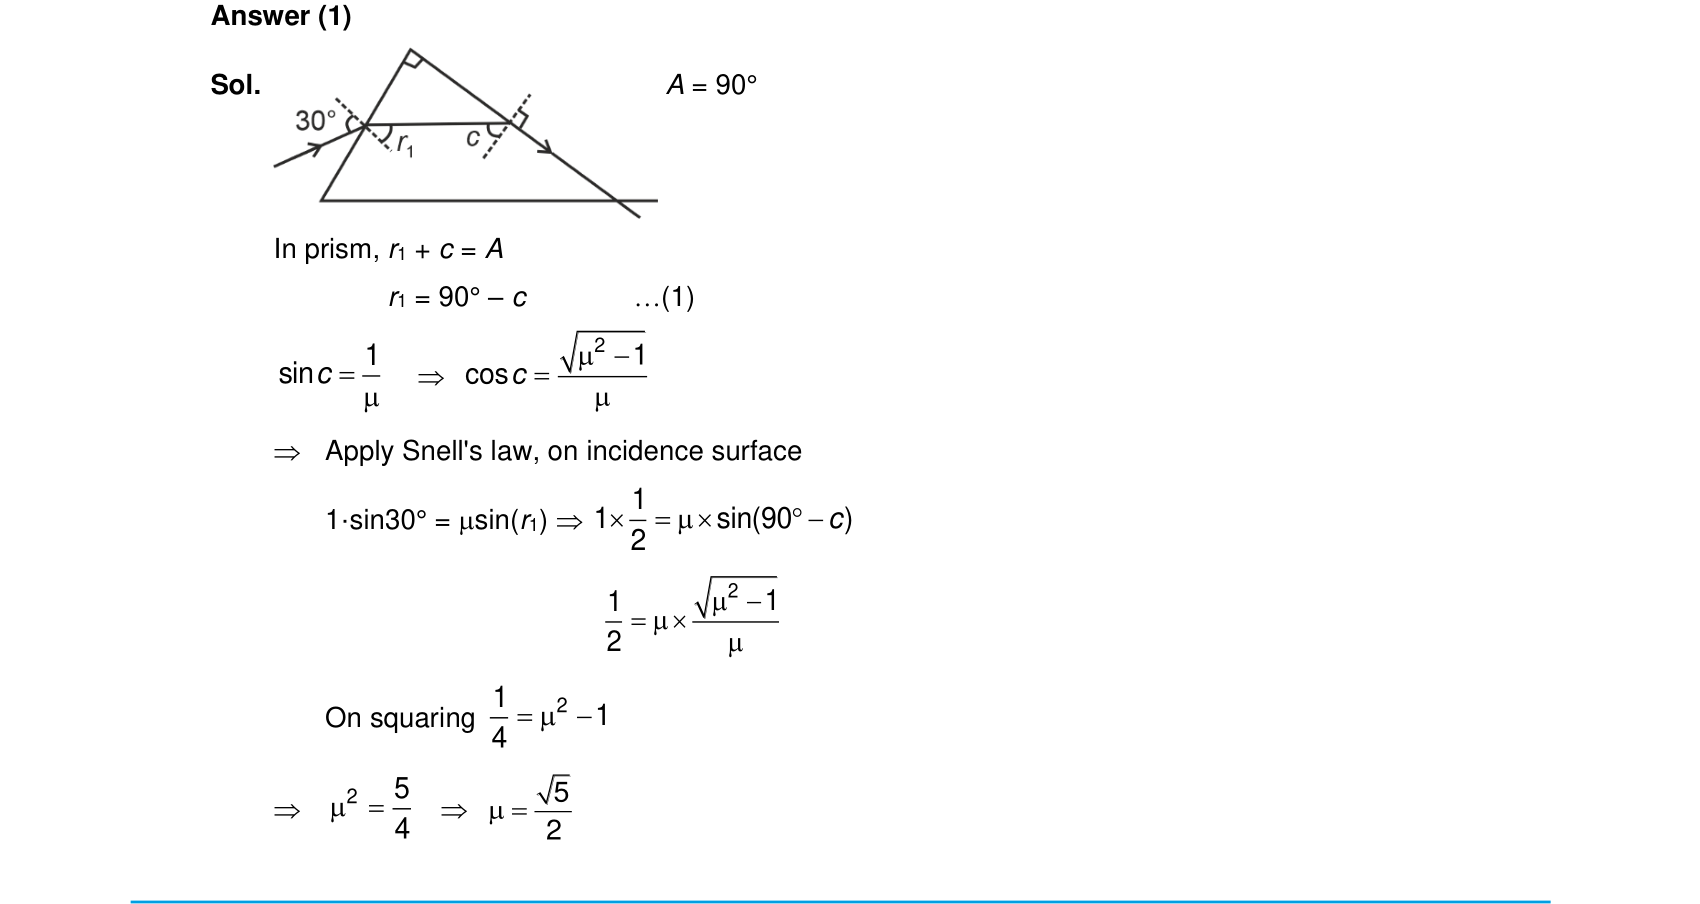 Answer (1)
Sol.
A = 90°
30°
r₁
c
In prism, r₁ + c = A
r₁ = 90° – c …(1)
sin c = 1/μ ⇒ cos c = √(μ² – 1)/μ
⇒ Apply Snell's law, on incidence surface
1·sin30° = μsin(r₁) ⇒ 1 × 1/2 = μ × sin(90° – c)
1/2 = μ × √(μ² – 1)/μ
On squaring 1/4 = μ² – 1
⇒ μ² = 5/4 ⇒ μ = √5/2